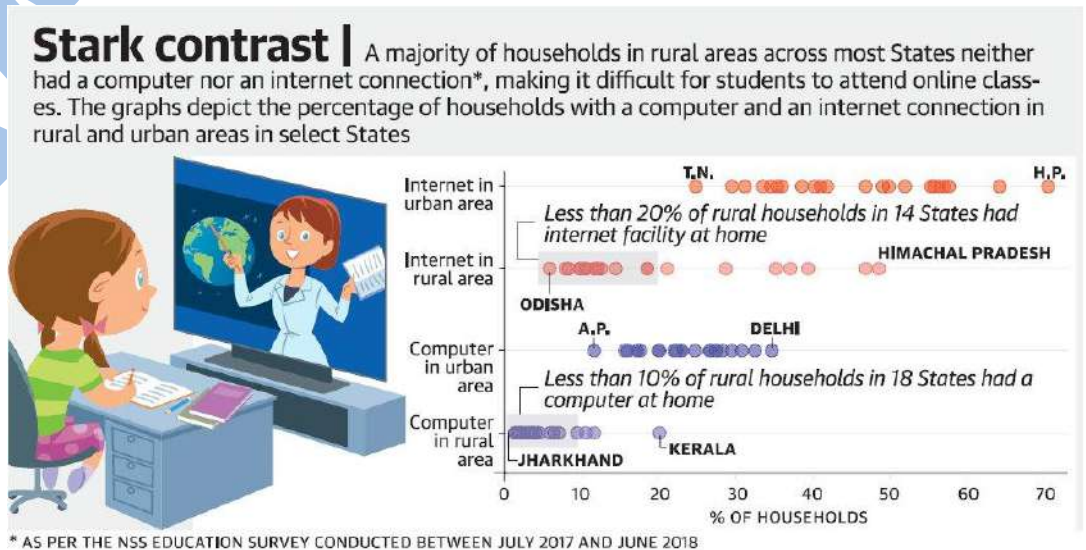 Stark contrast | A majority of households in rural areas across most States neither
had a computer nor an internet connection*, making it difficult for students to attend online class-
es. The graphs depict the percentage of households with a computer and an internet connection in
rural and urban areas in select States
Internet in
urban area
T.N.
H.P.
Less than 20% of rural households in 14 States had
internet facility at home
Internet in
rural area
HIMACHAL PRADESH
ODISHA
Computer
in urban
area
A.P.
DELHI
Less than 10% of rural households in 18 States had a
computer at home
Computer
in rural
area
JHARKHAND
KERALA
0 10 20 30 40 50 60 70
% OF HOUSEHOLDS
* AS PER THE NSS EDUCATION SURVEY CONDUCTED BETWEEN JULY 2017 AND JUNE 2018